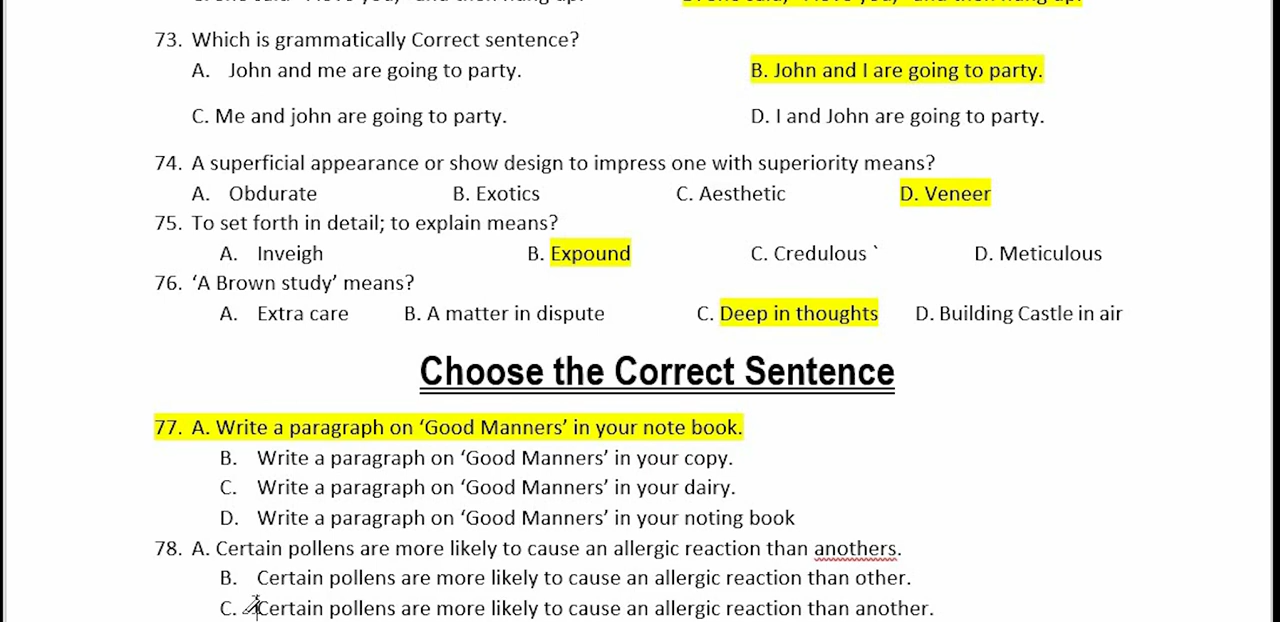 73. Which is grammatically Correct sentence?
A. John and me are going to party. B. John and I are going to party.
C. Me and john are going to party. D. I and John are going to party.
74. A superficial appearance or show design to impress one with superiority means?
A. Obdurate B. Exotics C. Aesthetic D. Veneer
75. To set forth in detail; to explain means?
A. Inveigh B. Expound C. Credulous ` D. Meticulous
76. ‘A Brown study’ means?
A. Extra care B. A matter in dispute C. Deep in thoughts D. Building Castle in air
Choose the Correct Sentence
77. A. Write a paragraph on ‘Good Manners’ in your note book.
B. Write a paragraph on ‘Good Manners’ in your copy.
C. Write a paragraph on ‘Good Manners’ in your dairy.
D. Write a paragraph on ‘Good Manners’ in your noting book
78. A. Certain pollens are more likely to cause an allergic reaction than anothers.
B. Certain pollens are more likely to cause an allergic reaction than other.
C. Certain pollens are more likely to cause an allergic reaction than another.